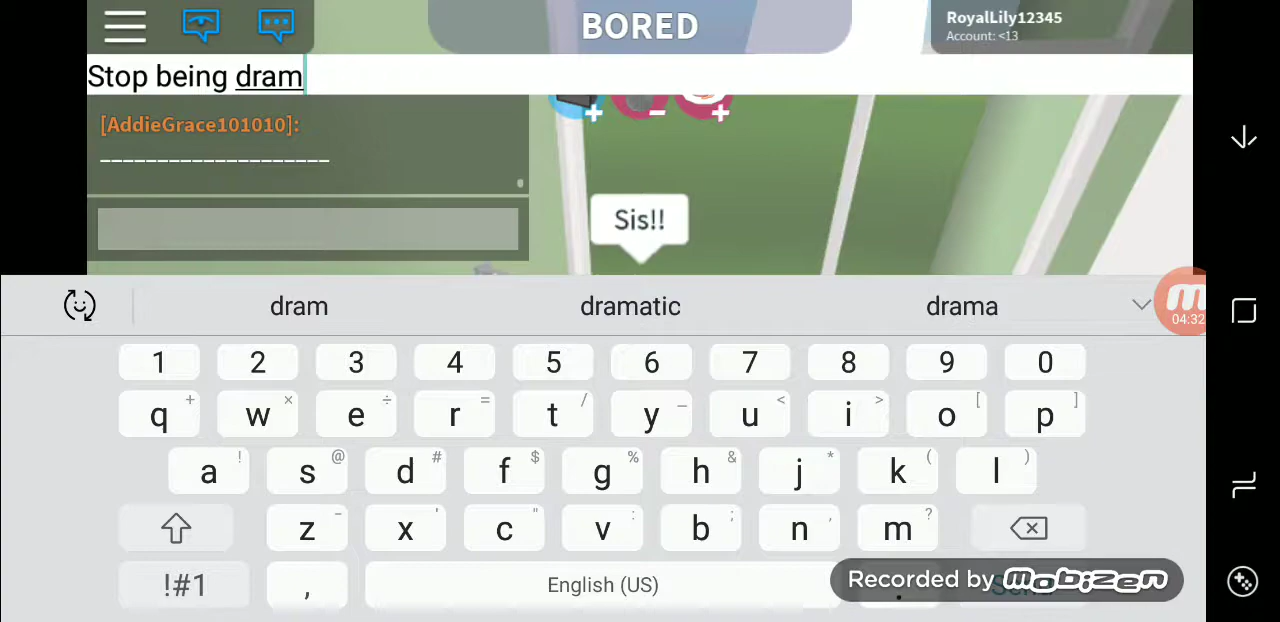 BORED
RoyalLily12345
Account: <13
Stop being dram
[AddieGrace101010]:
____________________
Sis!!
dram dramatic drama
04:32
1 2 3 4 5 6 7 8 9 0
q + w × e ÷ r = t / y _ u < i > o [ p ]
a ! s @ d # f $ g % h & j * k ( l )
z - x ' c " v : b ; n , m ?
!#1 , English (US) .
Recorded by mobizen